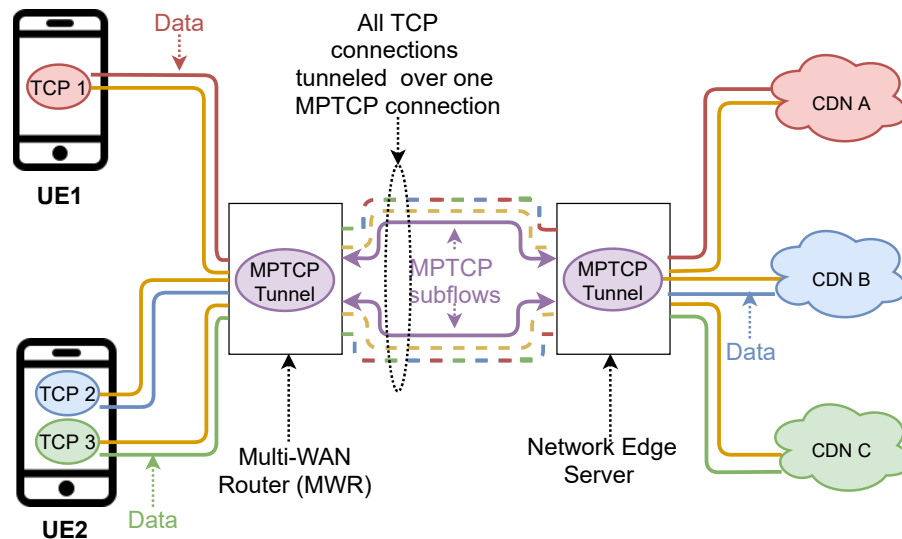 Data
All TCP
connections
tunneled over one
MPTCP connection
TCP 1
CDN A
UE1
MPTCP
Tunnel
MPTCP
subflows
MPTCP
Tunnel
CDN B
Data
TCP 2
TCP 3
Multi-WAN
Router (MWR)
Network Edge
Server
CDN C
Data
UE2